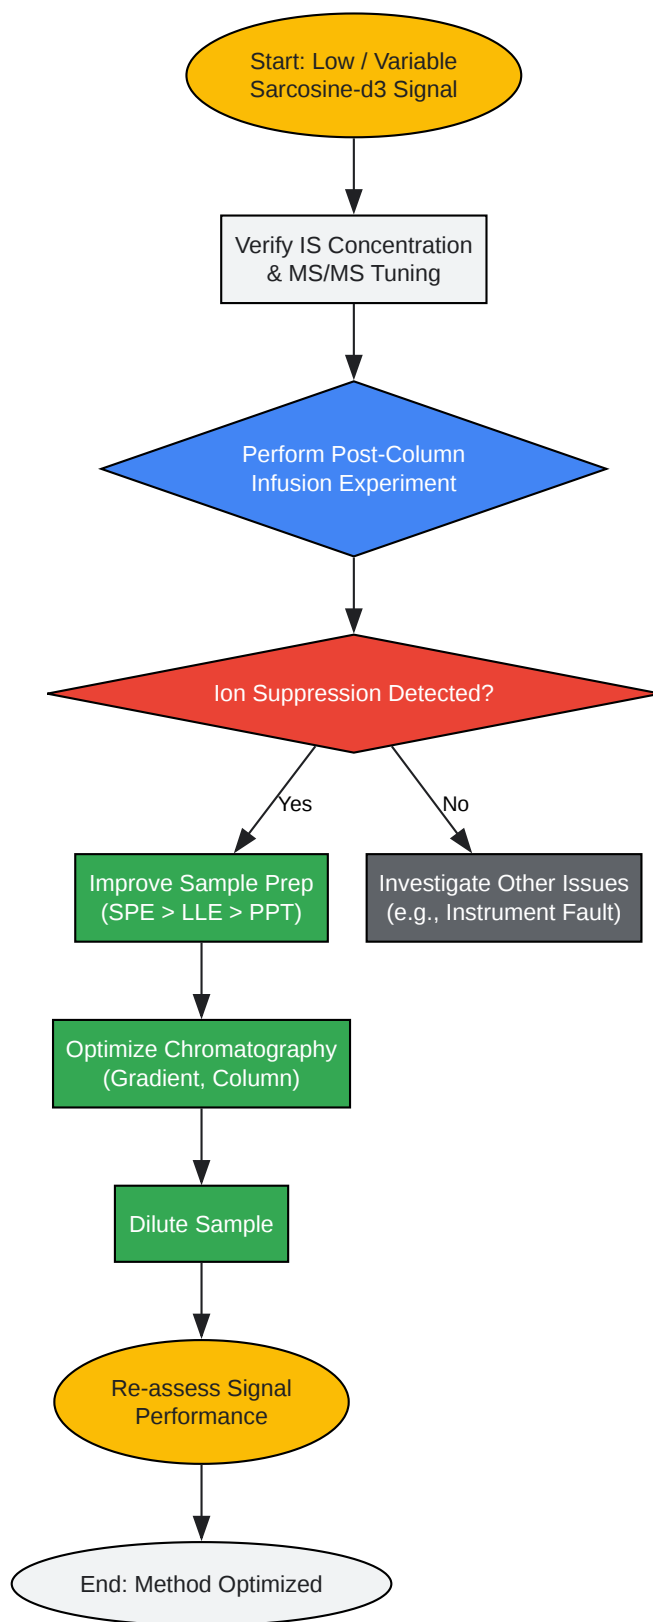 Start: Low / Variable
Sarcosine-d3 Signal
Verify IS Concentration
& MS/MS Tuning
Perform Post-Column
Infusion Experiment
Ion Suppression Detected?
Yes
No
Improve Sample Prep
(SPE > LLE > PPT)
Investigate Other Issues
(e.g., Instrument Fault)
Optimize Chromatography
(Gradient, Column)
Dilute Sample
Re-assess Signal
Performance
End: Method Optimized